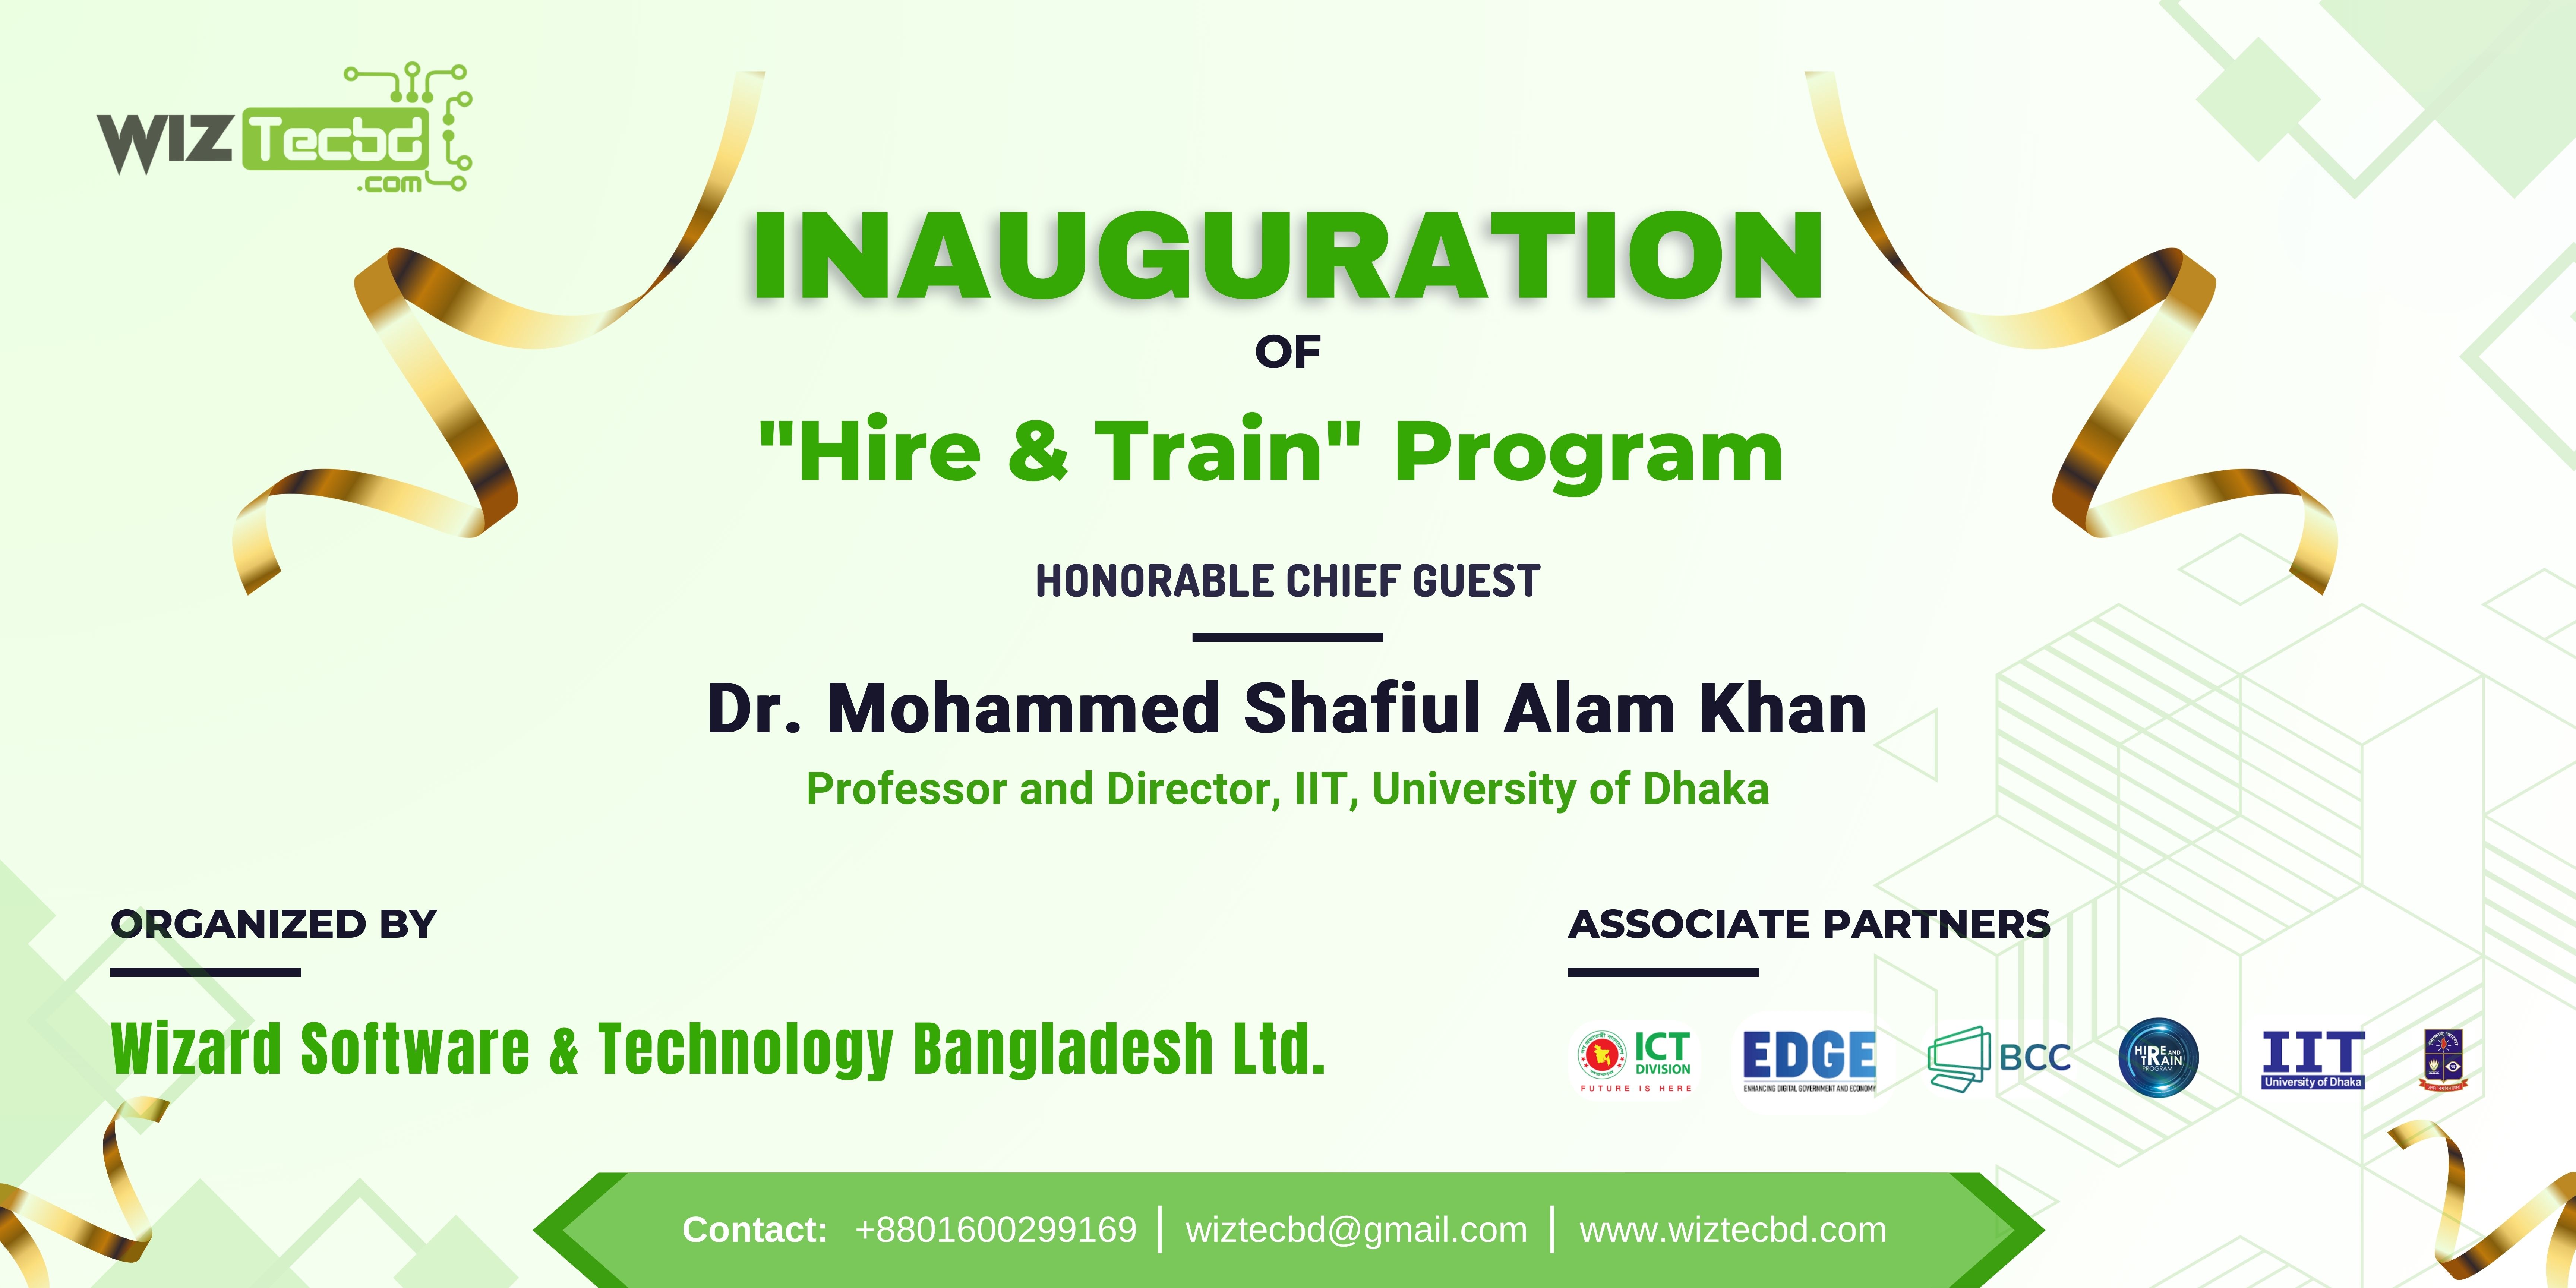 WIZ Tecbd
.com
INAUGURATION
OF
"Hire & Train" Program
HONORABLE CHIEF GUEST
Dr. Mohammed Shafiul Alam Khan
Professor and Director, IIT, University of Dhaka
ORGANIZED BY
Wizard Software & Technology Bangladesh Ltd.
ASSOCIATE PARTNERS
ICT
DIVISION
FUTURE IS HERE
EDGE
ENHANCING DIGITAL GOVERNMENT AND ECONOMY
BCC
HIRE AND
TRAIN
PROGRAM
IIT
University of Dhaka
Contact: +8801600299169 | wiztecbd@gmail.com | www.wiztecbd.com